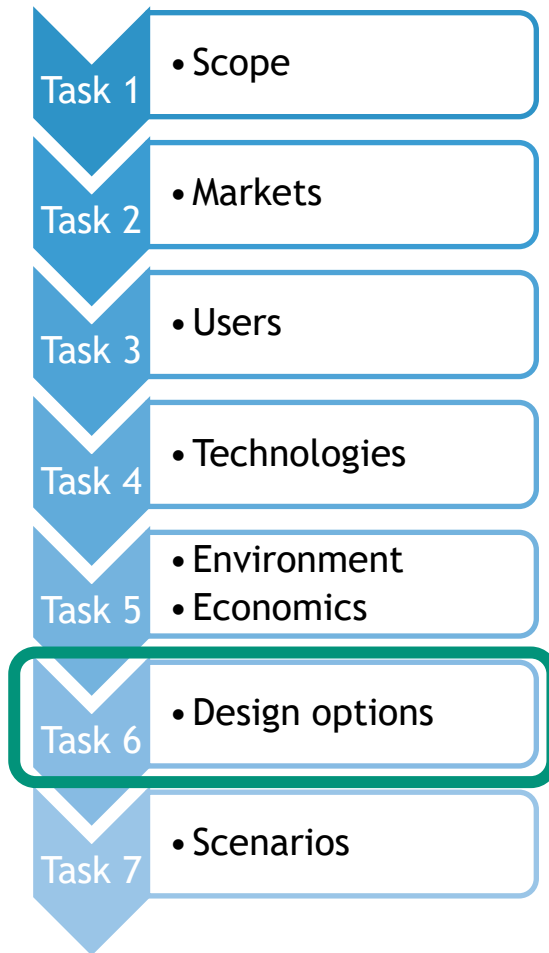 Task 1
• Scope
Task 2
• Markets
Task 3
• Users
Task 4
• Technologies
Task 5
• Environment
• Economics
Task 6
• Design options
Task 7
• Scenarios